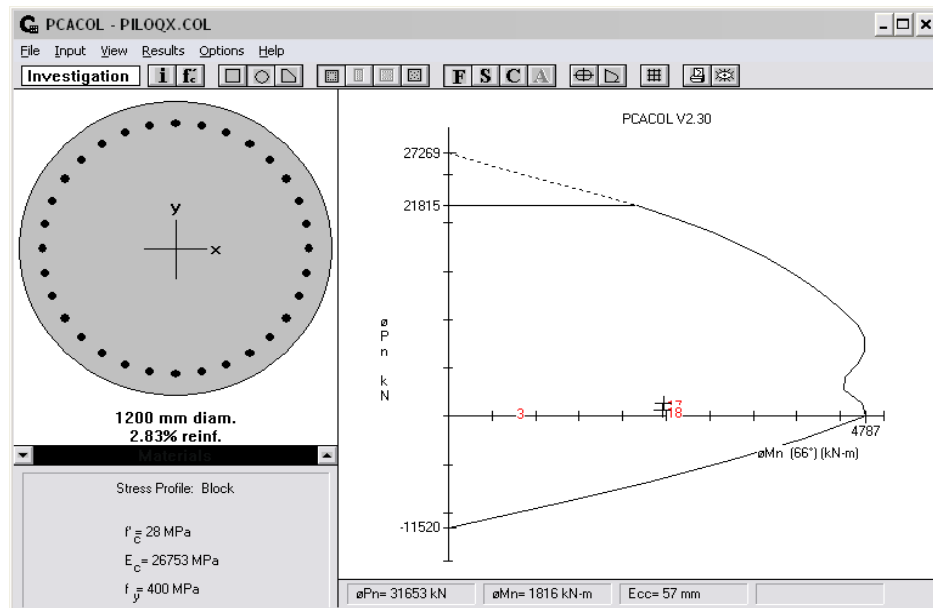 PCACOL - PILOQX.COL
File Input View Results Options Help
Investigation i f'c F S C A
y
x
1200 mm diam.
2.83% reinf.
Materials
Stress Profile: Block
f'c= 28 MPa
Ec= 26753 MPa
fy= 400 MPa
PCACOL V2.30
27269
21815
øPn kN
3
17
18
4787
øMn (66°) (kN-m)
-11520
øPn= 31653 kN øMn= 1816 kN-m Ecc= 57 mm